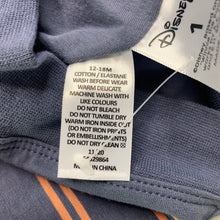 12-18M
COTTON / ELASTANE
WASH BEFORE WEAR
WARM DELICATE
MACHINE WASH WITH
LIKE COLOURS
DO NOT BLEACH
DO NOT TUMBLE DRY
WARM IRON INSIDE OUT
(DO NOT IRON PRINTS
OR EMBELLISHMENTS)
DO NOT DRY CLEAN
29864
IN CHINA
Disney
1